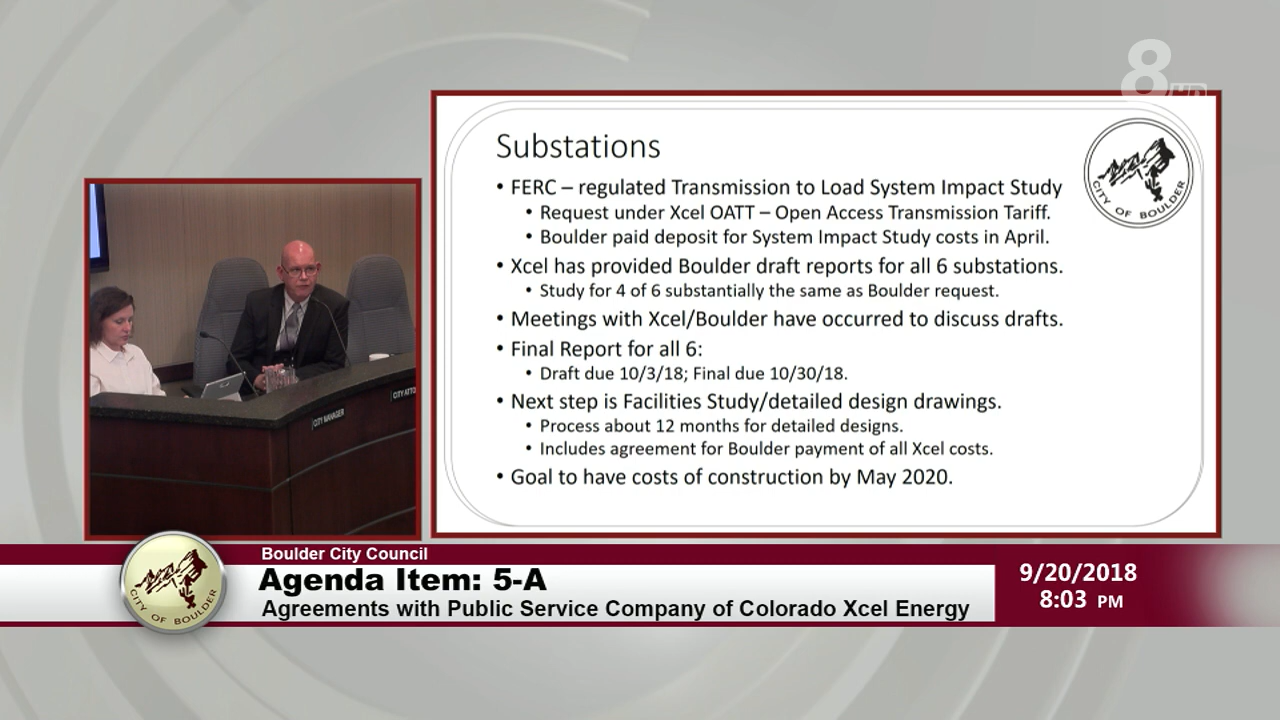 8
HD
Substations
• FERC – regulated Transmission to Load System Impact Study
• Request under Xcel OATT – Open Access Transmission Tariff.
• Boulder paid deposit for System Impact Study costs in April.
• Xcel has provided Boulder draft reports for all 6 substations.
• Study for 4 of 6 substantially the same as Boulder request.
• Meetings with Xcel/Boulder have occurred to discuss drafts.
• Final Report for all 6:
• Draft due 10/3/18; Final due 10/30/18.
• Next step is Facilities Study/detailed design drawings.
• Process about 12 months for detailed designs.
• Includes agreement for Boulder payment of all Xcel costs.
• Goal to have costs of construction by May 2020.
CITY OF BOULDER
CITY MANAGER
CITY ATTO
Boulder City Council
Agenda Item: 5-A
Agreements with Public Service Company of Colorado Xcel Energy
9/20/2018
8:03 PM
CITY OF BOULDER